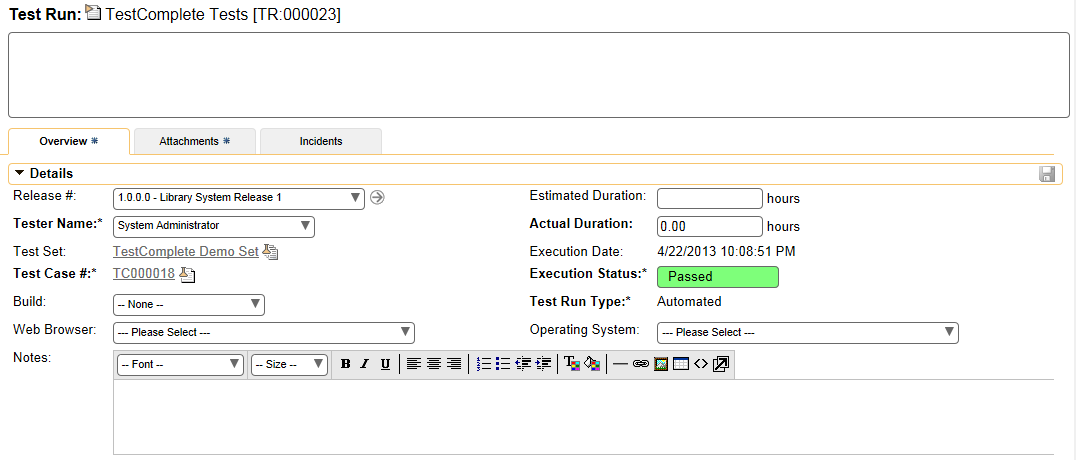 Test Run: TestComplete Tests [TR:000023]
Overview * Attachments * Incidents
Details
Release #: 1.0.0.0 - Library System Release 1 Estimated Duration: hours
Tester Name:* System Administrator Actual Duration: 0.00 hours
Test Set: TestComplete Demo Set Execution Date: 4/22/2013 10:08:51 PM
Test Case #:* TC000018 Execution Status:* Passed
Build: -- None -- Test Run Type:* Automated
Web Browser: --- Please Select --- Operating System: --- Please Select ---
Notes: -- Font -- -- Size -- B I U